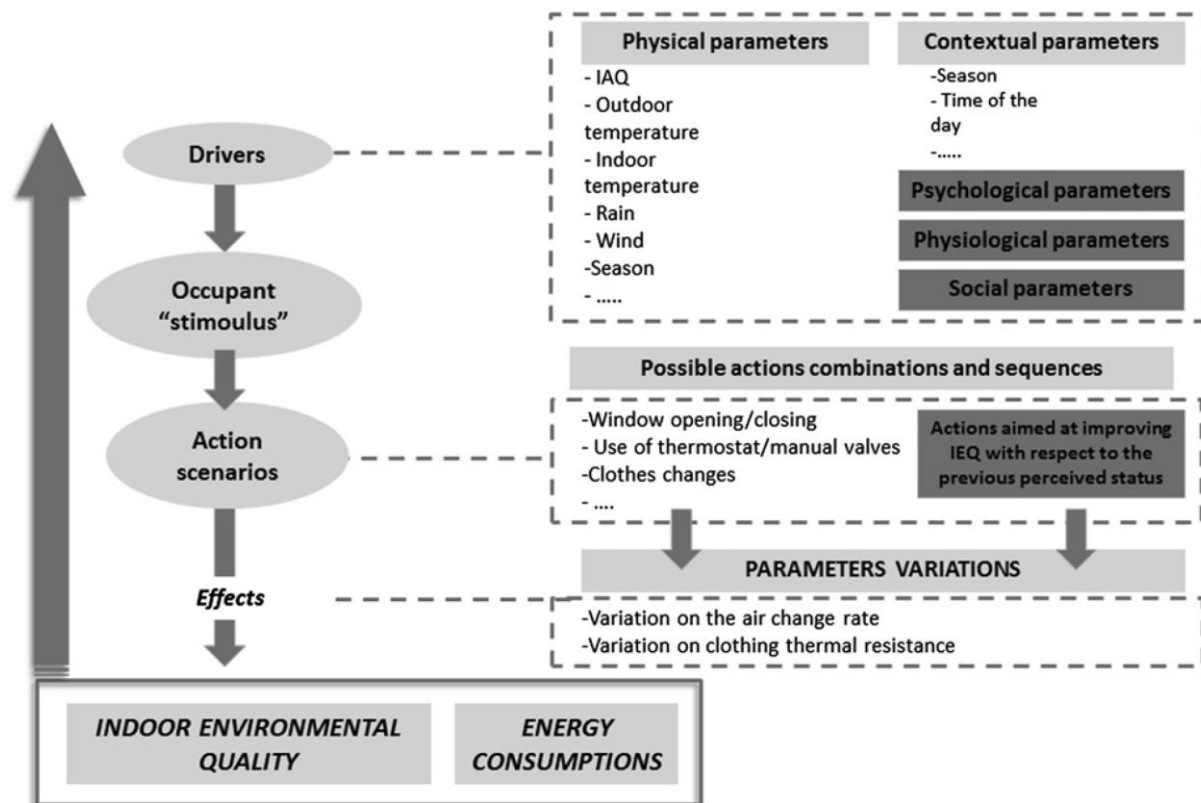 Drivers
Occupant
“stimoulus”
Action
scenarios
Effects
INDOOR ENVIRONMENTAL
QUALITY
ENERGY
CONSUMPTIONS
Physical parameters
- IAQ
- Outdoor
temperature
- Indoor
temperature
- Rain
- Wind
-Season
- .....
Contextual parameters
-Season
- Time of the
day
-.....
Psychological parameters
Physiological parameters
Social parameters
Possible actions combinations and sequences
-Window opening/closing
- Use of thermostat/manual valves
-Clothes changes
- ....
Actions aimed at improving
IEQ with respect to the
previous perceived status
PARAMETERS VARIATIONS
-Variation on the air change rate
-Variation on clothing thermal resistance